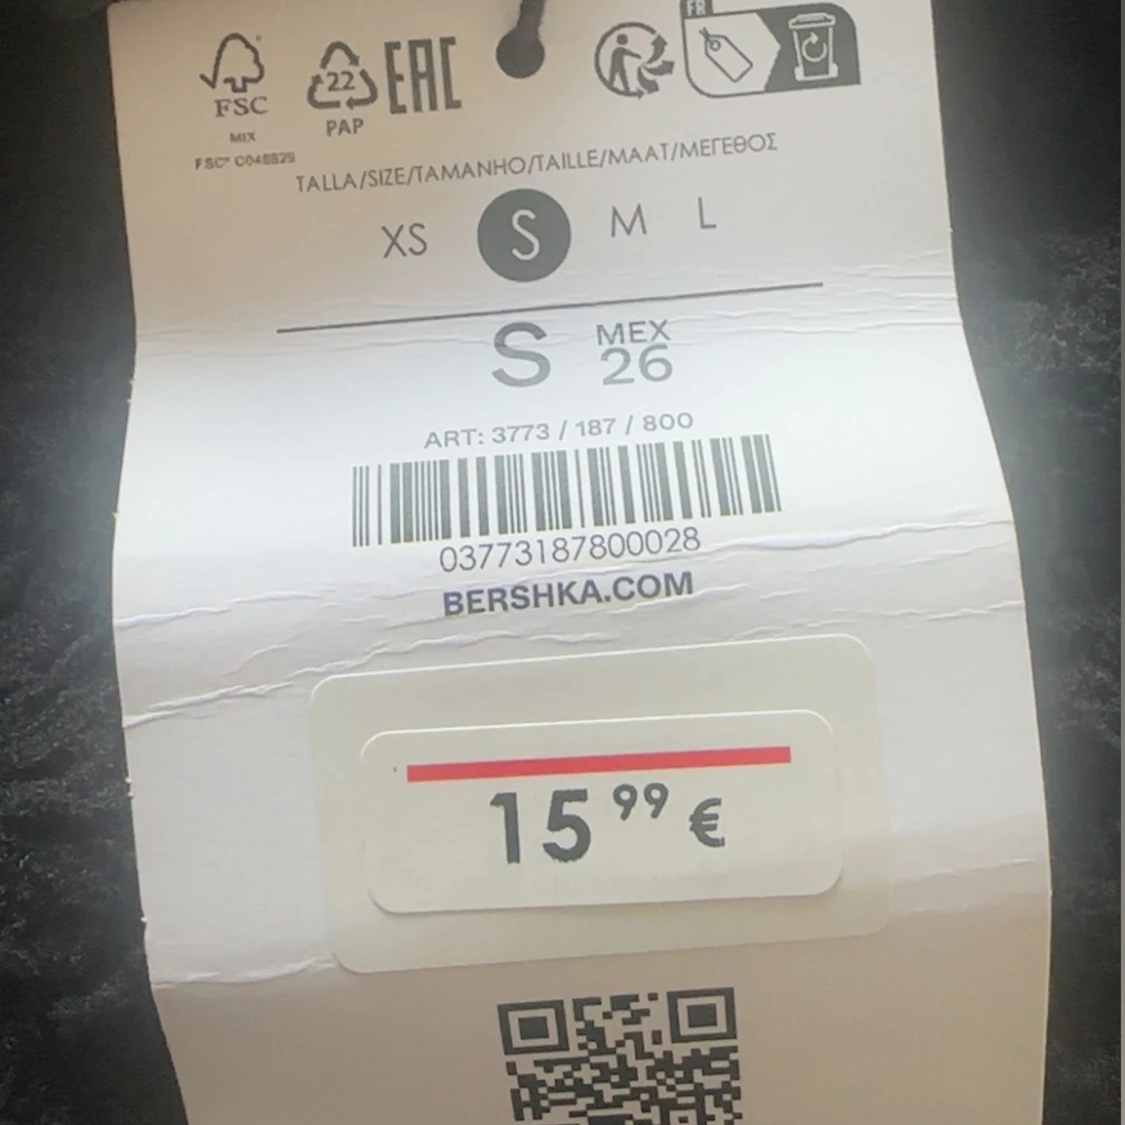 FR
FSC
22
EAC
PAP
MIX
FSC® C048829
TALLA/SIZE/TAMANHO/TAILLE/MAAT/ΜΕΓΕΘΟΣ
XS S M L
S MEX 26
ART: 3773 / 187 / 800
03773187800028
BERSHKA.COM
15 99 €